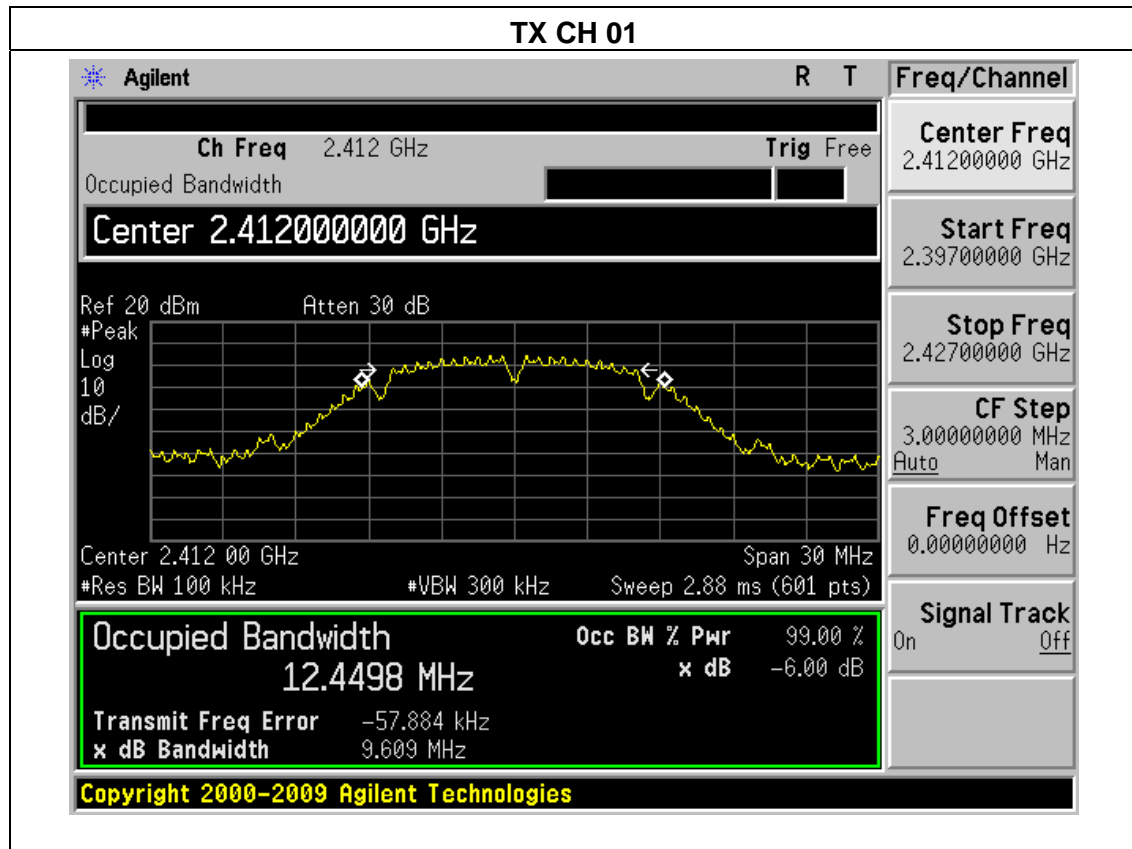 TX CH 01
Agilent R T Freq/Channel
Ch Freq 2.412 GHz Trig Free
Occupied Bandwidth
Center 2.412000000 GHz
Ref 20 dBm Atten 30 dB
#Peak
Log
10
dB/
Center 2.412 00 GHz Span 30 MHz
#Res BW 100 kHz #VBW 300 kHz Sweep 2.88 ms (601 pts)
Occupied Bandwidth
12.4498 MHz
Occ BW % Pwr 99.00 %
x dB -6.00 dB
Transmit Freq Error -57.884 kHz
x dB Bandwidth 9.609 MHz
Center Freq
2.41200000 GHz
Start Freq
2.39700000 GHz
Stop Freq
2.42700000 GHz
CF Step
3.00000000 MHz
Auto Man
Freq Offset
0.00000000 Hz
Signal Track
On Off
Copyright 2000-2009 Agilent Technologies